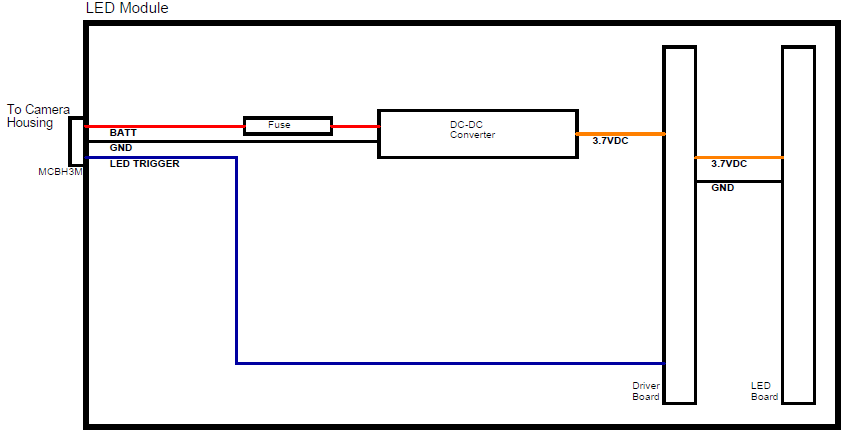 LED Module
To Camera
Housing
MCBH3M
BATT
GND
LED TRIGGER
Fuse
DC-DC
Converter
3.7VDC
3.7VDC
GND
Driver
Board
LED
Board